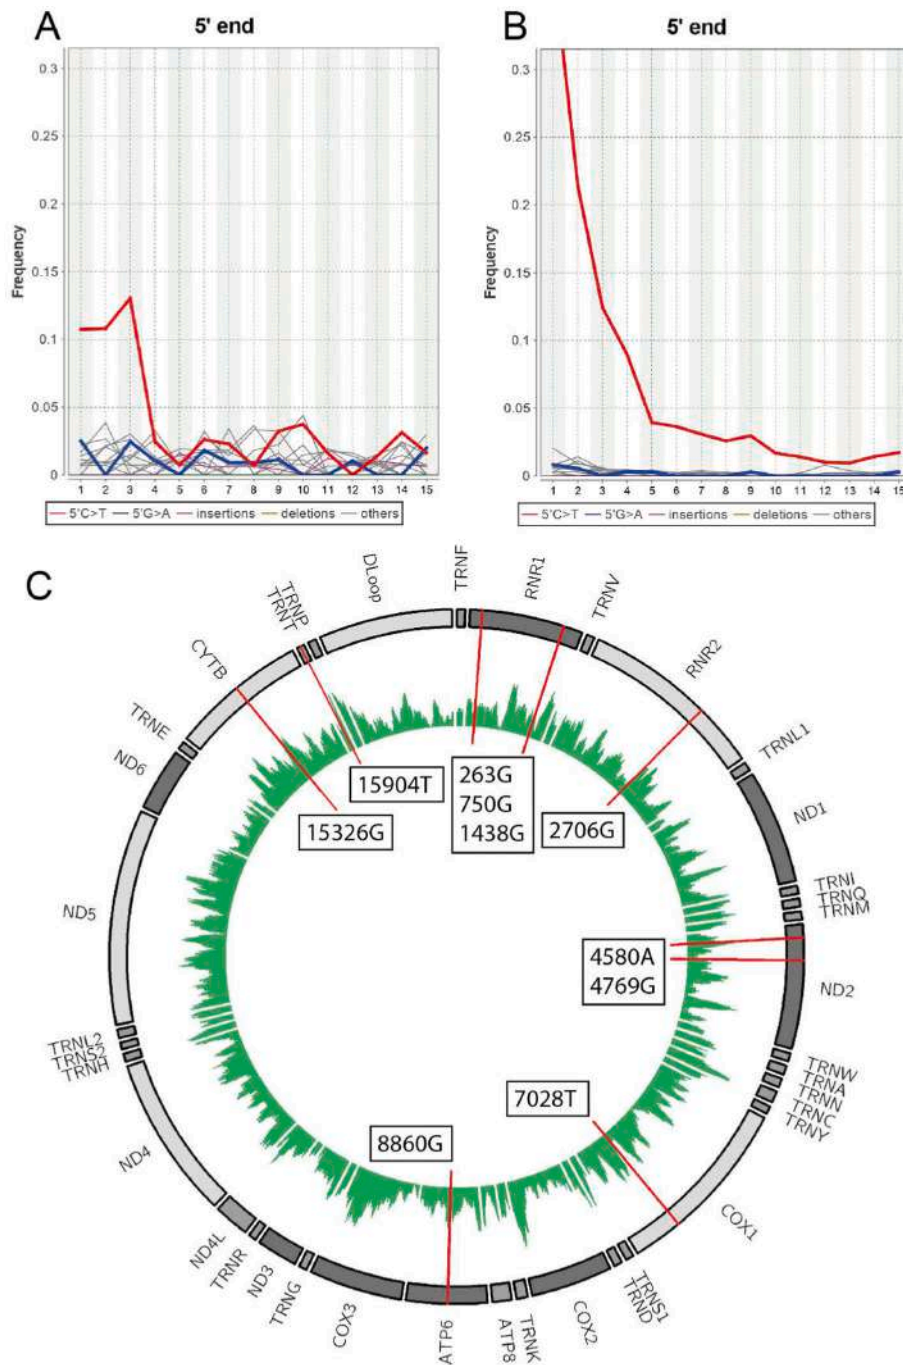 A
5' end
0.3
0.25
0.2
0.15
0.1
0.05
0
Frequency
1 2 3 4 5 6 7 8 9 10 11 12 13 14 15
5'C>T 5'G>A insertions deletions others
B
5' end
0.3
0.25
0.2
0.15
0.1
0.05
0
Frequency
1 2 3 4 5 6 7 8 9 10 11 12 13 14 15
5'C>T 5'G>A insertions deletions others
C
DLoop
TRNF
RNR1
TRNV
RNR2
TRNL1
ND1
TRNI
TRNQ
TRNM
ND2
TRNW
TRNA
TRNN
TRNC
TRNY
COX1
TRNS1
TRND
COX2
TRNK
ATP8
ATP6
COX3
TRNG
ND3
TRNR
ND4L
ND4
TRNH
TRNS2
TRNL2
ND5
ND6
TRNE
CYTB
TRNT
TRNP
15904T
15326G
263G
750G
1438G
2706G
4580A
4769G
7028T
8860G